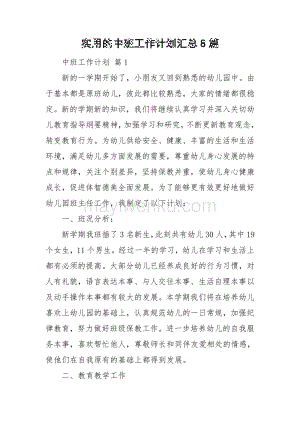 实用的中班工作计划汇总8篇
中班工作计划 篇1
新的一学期开始了，小朋友又回到熟悉的幼儿园中。由
于基本都是原班幼儿，彼此都比较熟悉。大家的情绪都很稳
定。新的学期新的知识，我们将继续认真学习并深入关切幼
儿教育指导纲要精神，加强学习和研究，不断更新教育观念，
转变教育行为。为幼儿供给安全、健康、丰富的生活和生活
环境，满足幼儿多方面发展的需要，尊重幼儿身心发展的特
点和规律，关注个别差异，坚持保教并重，使幼儿身心健康
成长，促进体智德美全面发展。为了能够更有效更好地做好
幼儿园班主任工作，我制定了以下计划：
一、班况分析：
新学期我班插了3名新生，此刻共有幼儿30人，其中19
个女生，11个男生。经过一年的学习，幼儿在学习和生活上
都有必须的提高。大部分幼儿已经养成良好的行为习惯，对
人有礼貌，语言表达本事、与人交往本事、生活自理本事以
及动手操作本事都有较大的发展。本学期我们将在培养幼儿
喜欢上幼儿园的基础上，认真规范幼儿的一日常规，加强纪
律教育，努力做好班级保教工作。进一步培养幼儿的自我服
务本事，喜欢帮忙他人，尊敬师长和同伴友爱相处的情感，
使他们在自我原有的基础上都得到发展。
二、教育教学工作